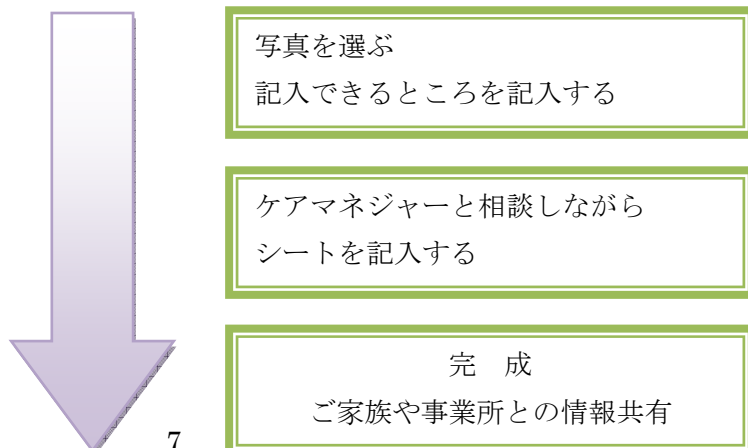 写真を選ぶ
記入できるところを記入する
ケアマネジャーと相談しながら
シートを記入する
完　成
ご家族や事業所との情報共有
7